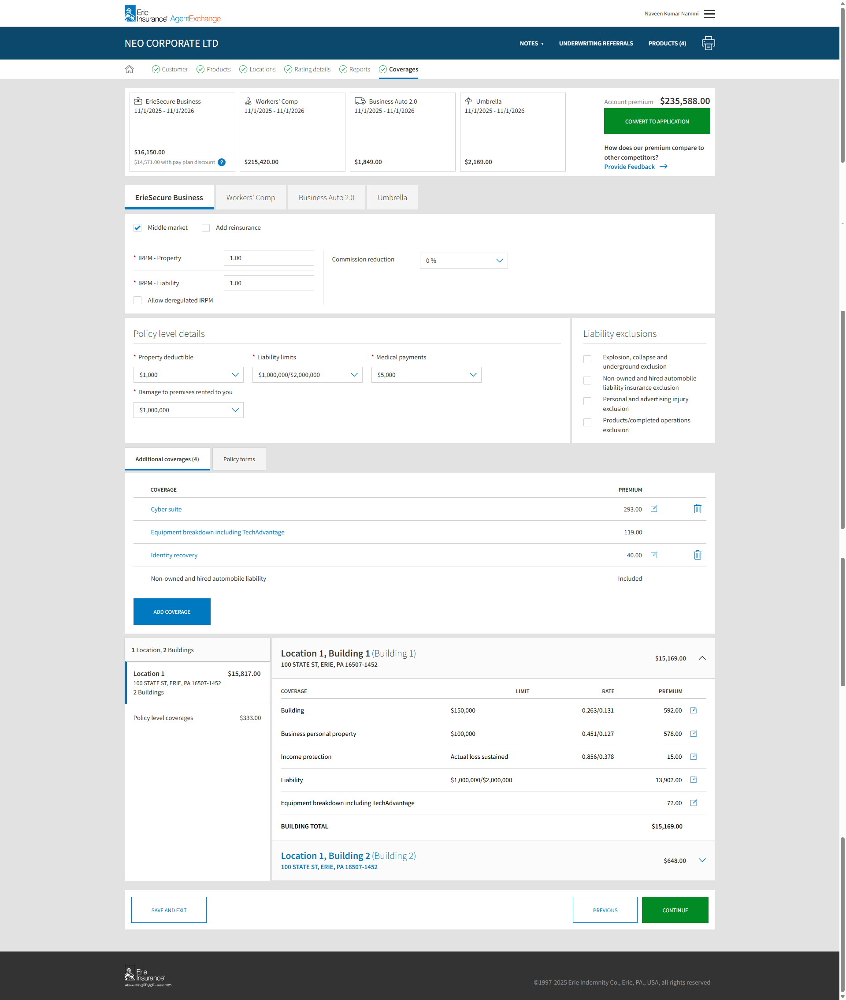 Erie
Insurance® AgentExchange
Naveen Kumar Nammi
NEO CORPORATE LTD
NOTES ▾
UNDERWRITING REFERRALS
PRODUCTS (4)
Customer
Products
Locations
Rating details
Reports
Coverages
ErieSecure Business
11/1/2025 - 11/1/2026
$16,150.00
$14,571.00 with pay plan discount ?
Workers' Comp
11/1/2025 - 11/1/2026
$215,420.00
Business Auto 2.0
11/1/2025 - 11/1/2026
$1,849.00
Umbrella
11/1/2025 - 11/1/2026
$2,169.00
Account premium $235,588.00
CONVERT TO APPLICATION
How does our premium compare to
other competitors?
Provide Feedback →
ErieSecure Business
Workers' Comp
Business Auto 2.0
Umbrella
Middle market
Add reinsurance
* IRPM - Property 1.00
* IRPM - Liability 1.00
Allow deregulated IRPM
Commission reduction 0 %
Policy level details
* Property deductible
$1,000
* Liability limits
$1,000,000/$2,000,000
* Medical payments
$5,000
* Damage to premises rented to you
$1,000,000
Liability exclusions
Explosion, collapse and
underground exclusion
Non-owned and hired automobile
liability insurance exclusion
Personal and advertising injury
exclusion
Products/completed operations
exclusion
Additional coverages (4)
Policy forms
COVERAGE PREMIUM
Cyber suite 293.00
Equipment breakdown including TechAdvantage 119.00
Identity recovery 40.00
Non-owned and hired automobile liability Included
ADD COVERAGE
1 Location, 2 Buildings
Location 1 $15,817.00
100 STATE ST, ERIE, PA 16507-1452
2 Buildings
Policy level coverages $333.00
Location 1, Building 1 (Building 1)
100 STATE ST, ERIE, PA 16507-1452
$15,169.00
COVERAGE LIMIT RATE PREMIUM
Building $150,000 0.263/0.131 592.00
Business personal property $100,000 0.451/0.127 578.00
Income protection Actual loss sustained 0.856/0.378 15.00
Liability $1,000,000/$2,000,000 13,907.00
Equipment breakdown including TechAdvantage 77.00
BUILDING TOTAL $15,169.00
Location 1, Building 2 (Building 2)
100 STATE ST, ERIE, PA 16507-1452
$648.00
SAVE AND EXIT
PREVIOUS
CONTINUE
Erie
Insurance®
Above all in SERVICE® - since 1925
©1997-2025 Erie Indemnity Co., Erie, PA., USA, all rights reserved